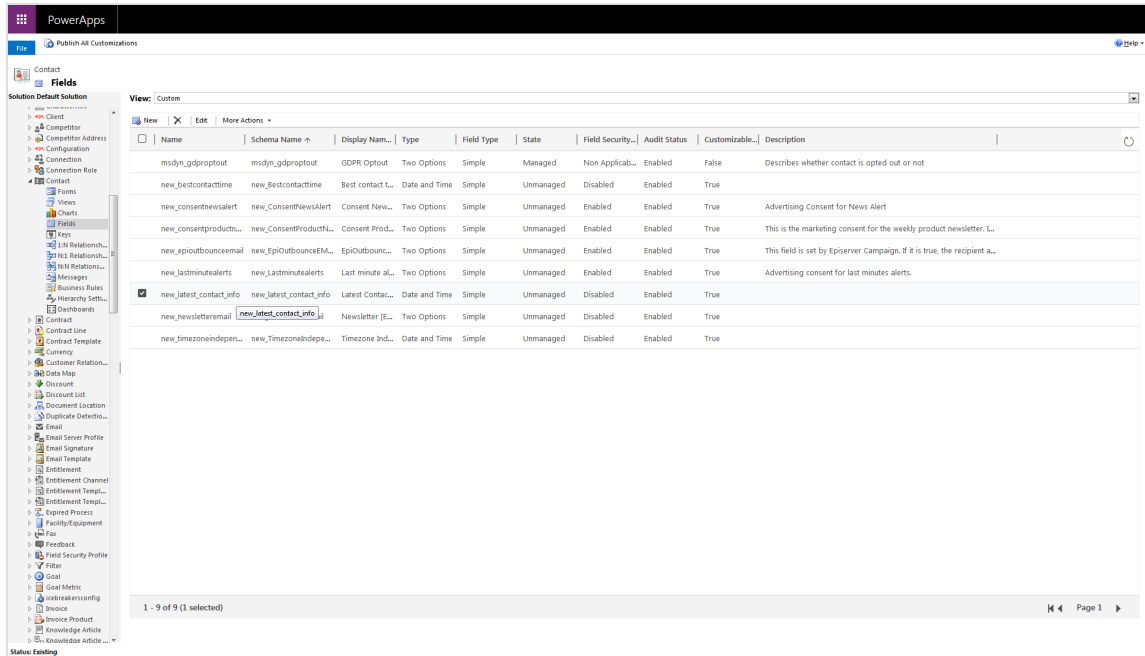 PowerApps
File Publish All Customizations Help
Contact
Fields
Solution Default Solution
View: Custom
New Edit More Actions
Name Schema Name Display Nam... Type Field Type State Field Security... Audit Status Customizable... Description
msdyn_gdproptout msdyn_gdproptout GDPR Optout Two Options Simple Managed Non Applicab... Enabled False Describes whether contact is opted out or not
new_bestcontacttime new_Bestcontacttime Best contact t... Date and Time Simple Unmanaged Disabled Enabled True
new_consentnewsalert new_ConsentNewsAlert Consent New... Two Options Simple Unmanaged Enabled Enabled True Advertising Consent for News Alert
new_consentproductn... new_ConsentProductN... Consent Prod... Two Options Simple Unmanaged Enabled Enabled True This is the marketing consent for the weekly product newsletter. I...
new_epioutbounceemail new_EpiOutbounceEM... EpiOutbounc... Two Options Simple Unmanaged Enabled Enabled True This field is set by Episerver Campaign. If it is true, the recipient a...
new_lastminutealerts new_Lastminutealerts Last minute al... Two Options Simple Unmanaged Enabled Enabled True Advertising consent for last minutes alerts.
new_latest_contact_info new_latest_contact_info Latest Contac... Date and Time Simple Unmanaged Disabled Enabled True
new_newsletteremail Newsletter (E... Two Options Simple Unmanaged Disabled Enabled True
new_latest_contact_info
new_timezoneindepen... new_TimezoneIndepe... Timezone Ind... Date and Time Simple Unmanaged Disabled Enabled True
Client
Competitor
Competitor Address
Configuration
Connection
Connection Role
Contact
Forms
Views
Charts
Fields
Keys
1:N Relationsh...
N:1 Relationsh...
N:N Relations...
Messages
Business Rules
Hierarchy Setti...
Dashboards
Contract
Contract Line
Contract Template
Currency
Customer Relation...
Data Map
Discount
Discount List
Document Location
Duplicate Detectio...
Email
Email Server Profile
Email Signature
Email Template
Entitlement
Entitlement Channel
Entitlement Templ...
Entitlement Templ...
Expired Process
Facility/Equipment
Fax
Feedback
Field Security Profile
Filter
Goal
Goal Metric
icebreakersconfig
Invoice
Invoice Product
Knowledge Article
Knowledge Article ...
1 - 9 of 9 (1 selected) Page 1
Status: Existing